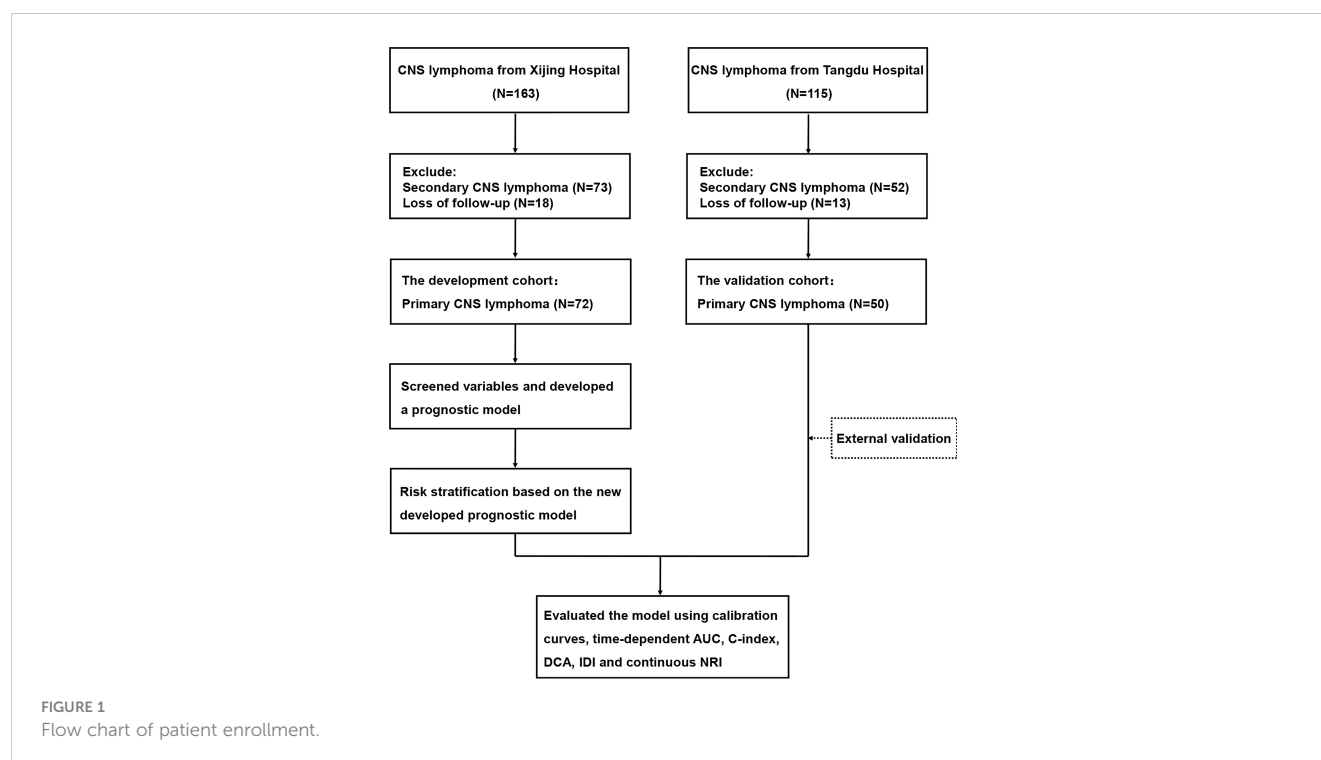 CNS lymphoma from Xijing Hospital
(N=163)
CNS lymphoma from Tangdu Hospital
(N=115)
Exclude:
Secondary CNS lymphoma (N=73)
Loss of follow-up (N=18)
Exclude:
Secondary CNS lymphoma (N=52)
Loss of follow-up (N=13)
The development cohort:
Primary CNS lymphoma (N=72)
The validation cohort:
Primary CNS lymphoma (N=50)
Screened variables and developed
a prognostic model
External validation
Risk stratification based on the new
developed prognostic model
Evaluated the model using calibration
curves, time-dependent AUC, C-index,
DCA, IDI and continuous NRI
FIGURE 1
Flow chart of patient enrollment.